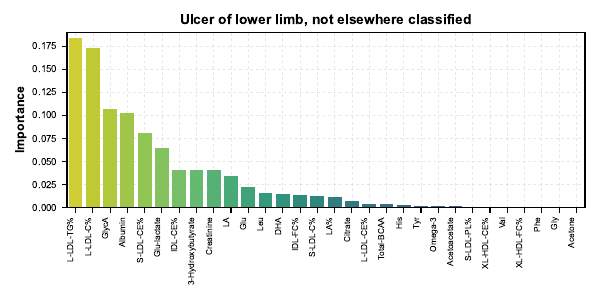 Ulcer of lower limb, not elsewhere classified
Importance
0.175
0.150
0.125
0.100
0.075
0.050
0.025
0.000
L-LDL-TG%
L-LDL-C%
GlycA
Albumin
S-LDL-CE%
Glu-lactate
IDL-CE%
3-Hydroxybutyrate
Creatinine
LA
Glu
Leu
DHA
IDL-FC%
S-LDL-C%
LA%
Citrate
L-LDL-CE%
Total-BCAA
His
Tyr
Omega-3
Acetoacetate
S-LDL-PL%
XL-HDL-CE%
Val
XL-HDL-FC%
Phe
Gly
Acetone